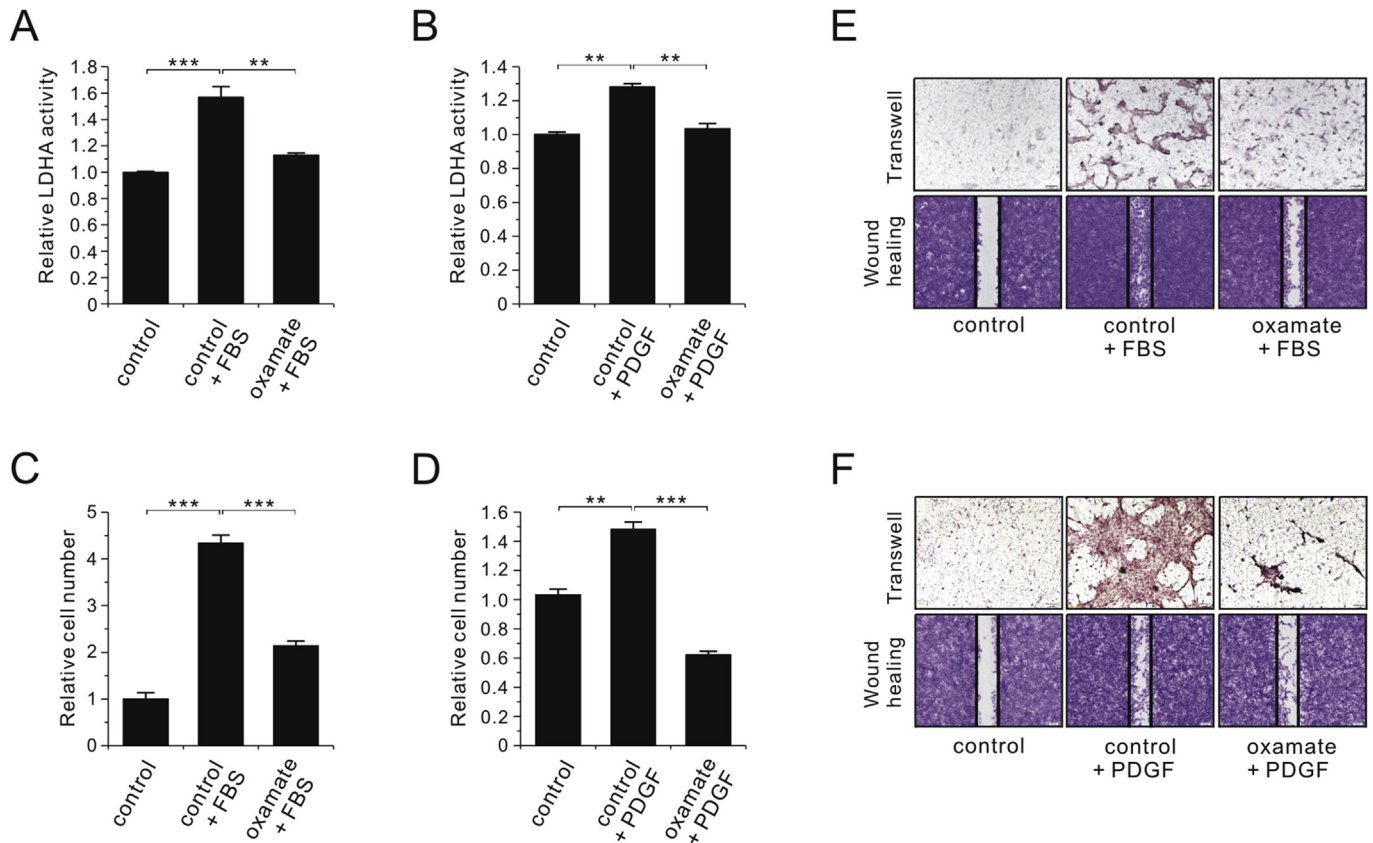 A
Relative LDHA activity
1.8
1.6
1.4
1.2
1.0
0.8
0.6
0.4
0.2
0
***
**
control
control
+ FBS
oxamate
+ FBS
B
Relative LDHA activity
1.4
1.2
1.0
0.8
0.6
0.4
0.2
0
**
**
control
control
+ PDGF
oxamate
+ PDGF
C
Relative cell number
5
4
3
2
1
0
***
***
control
control
+ FBS
oxamate
+ FBS
D
Relative cell number
1.6
1.4
1.2
1.0
0.8
0.6
0.4
0.2
0
**
***
control
control
+ PDGF
oxamate
+ PDGF
E
Transwell
Wound
healing
control
control
+ FBS
oxamate
+ FBS
F
Transwell
Wound
healing
control
control
+ PDGF
oxamate
+ PDGF